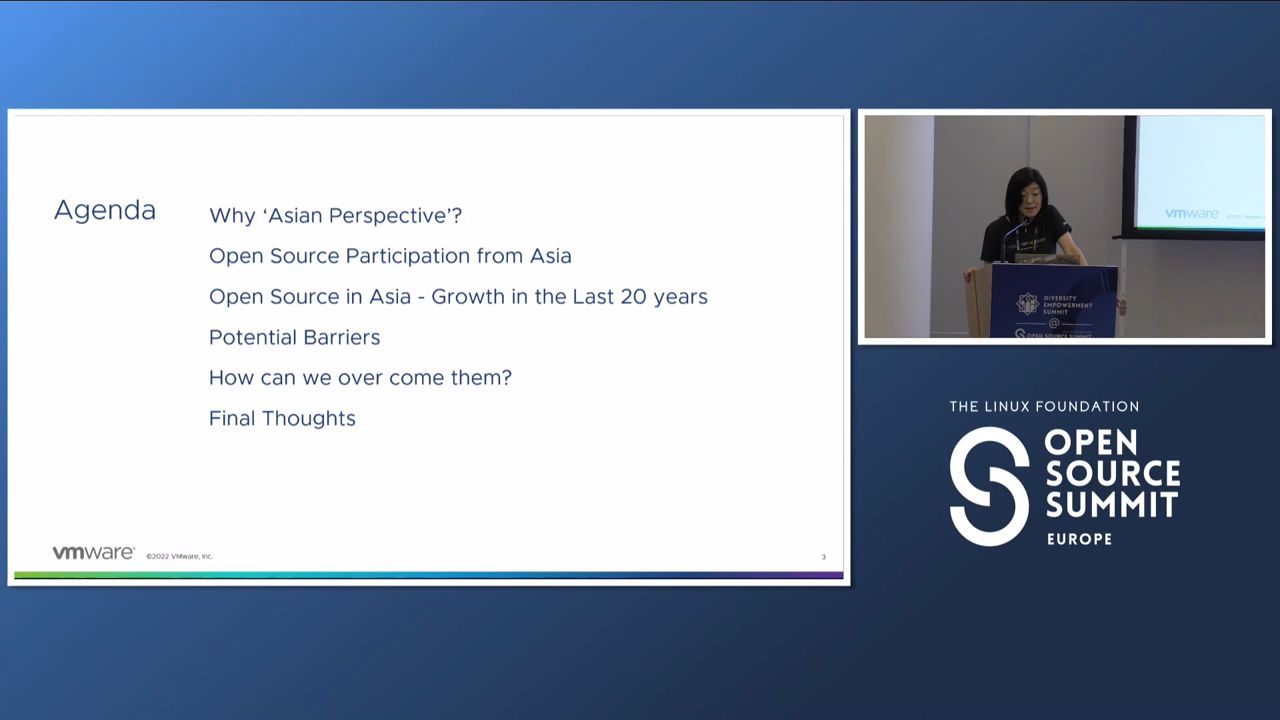 Agenda
Why ‘Asian Perspective’?
Open Source Participation from Asia
Open Source in Asia - Growth in the Last 20 years
Potential Barriers
How can we over come them?
Final Thoughts
vmware®
©2022 VMware, Inc.
3
vmware
DIVERSITY
EMPOWERMENT
SUMMIT
@
OPEN SOURCE SUMMIT
THE LINUX FOUNDATION
OPEN
SOURCE
SUMMIT
EUROPE